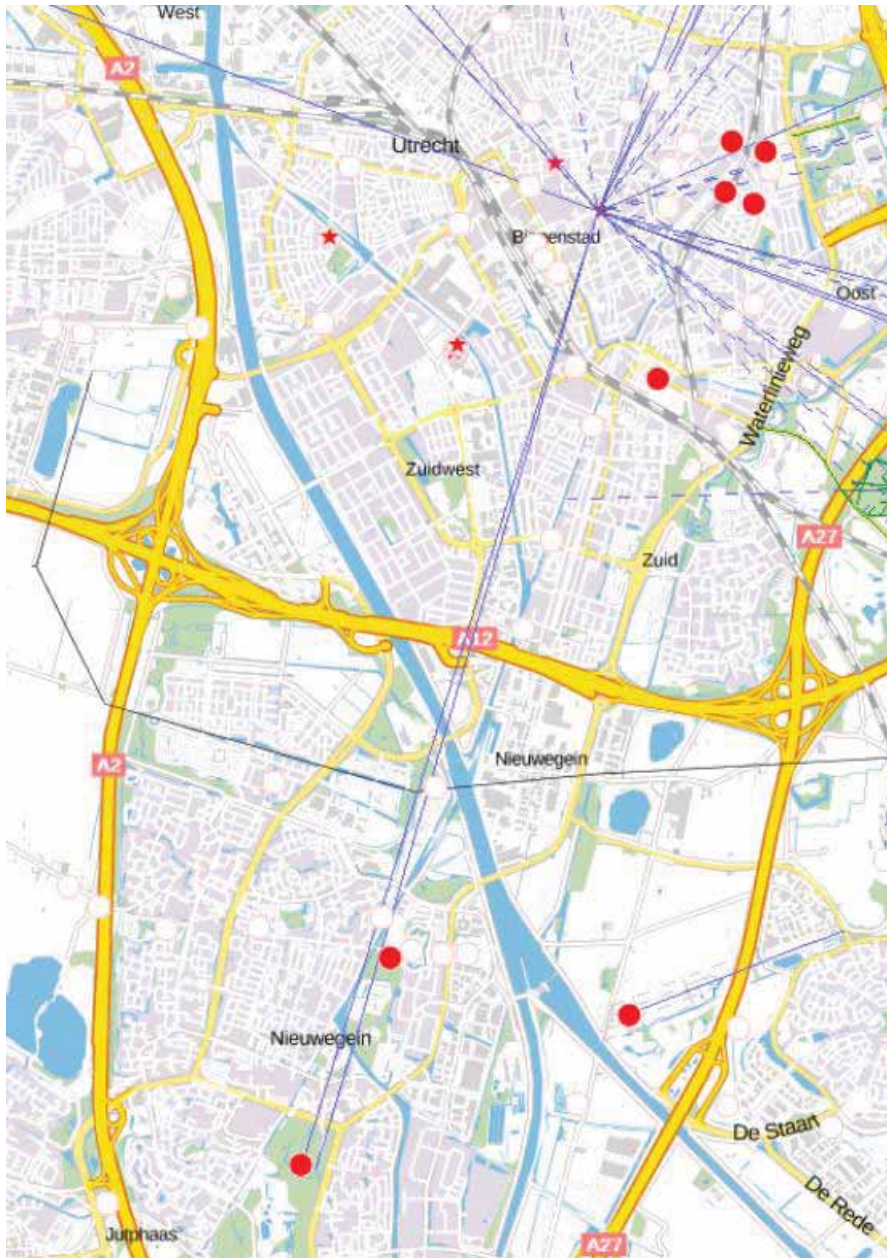 West
A2
Utrecht
Oost
Waterlinieweg
Zuidwest
A27
Zuid
A12
Nieuwegein
A2
Nieuwegein
De Staart
De Rede
Jutphaas
A27